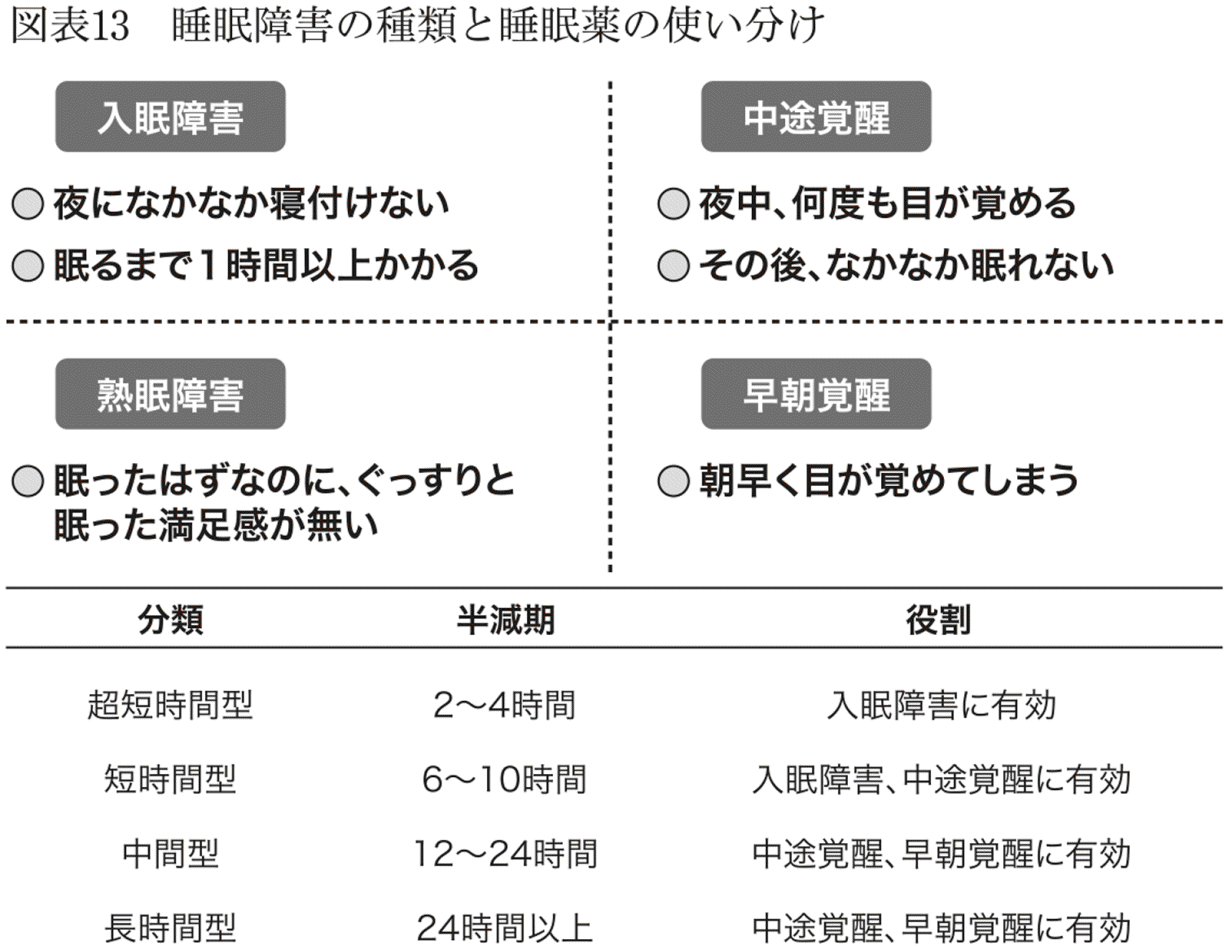 図表13　睡眠障害の種類と睡眠薬の使い分け
入眠障害
○ 夜になかなか寝付けない
○ 眠るまで1時間以上かかる
中途覚醒
○ 夜中、何度も目が覚める
○ その後、なかなか眠れない
熟眠障害
○ 眠ったはずなのに、ぐっすりと
眠った満足感が無い
早朝覚醒
○ 朝早く目が覚めてしまう
分類 半減期 役割
超短時間型 2〜4時間 入眠障害に有効
短時間型 6〜10時間 入眠障害、中途覚醒に有効
中間型 12〜24時間 中途覚醒、早朝覚醒に有効
長時間型 24時間以上 中途覚醒、早朝覚醒に有効